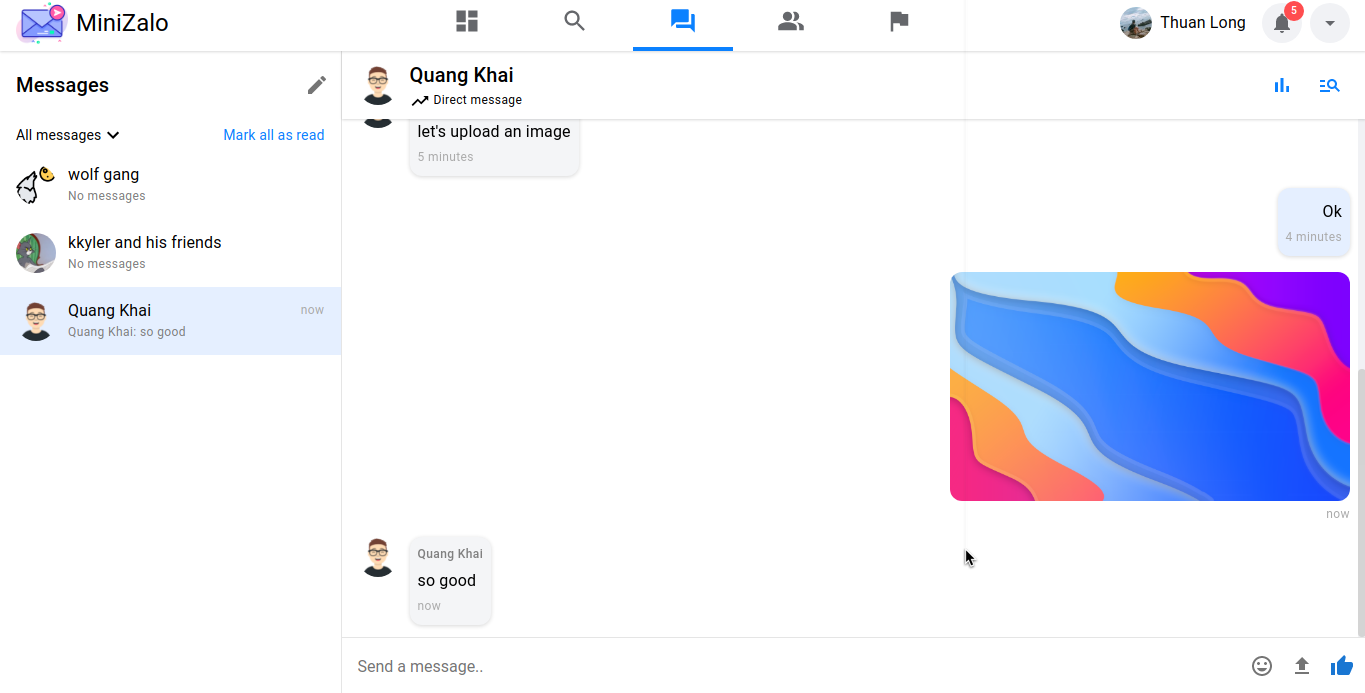 MiniZalo
Thuan Long
5
Messages
All messages
Mark all as read
wolf gang
No messages
kkyler and his friends
No messages
Quang Khai
now
Quang Khai: so good
Quang Khai
Direct message
let's upload an image
5 minutes
Ok
4 minutes
now
Quang Khai
so good
now
Send a message..